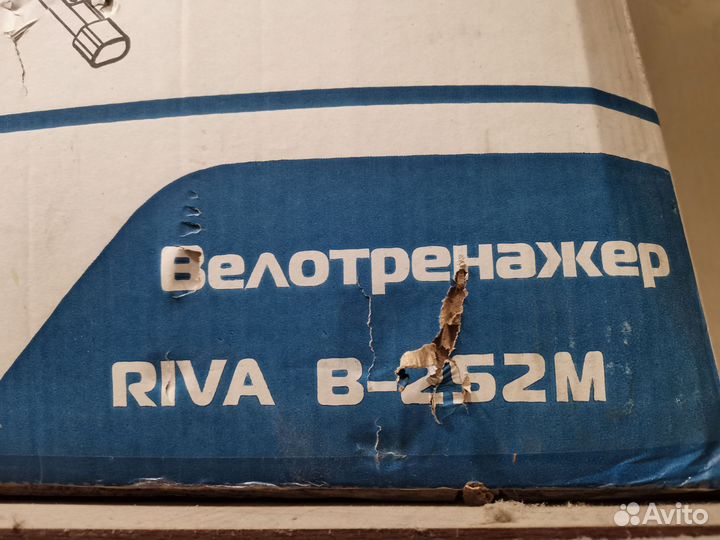 Велотренажер
RIVA B-252M
Avito